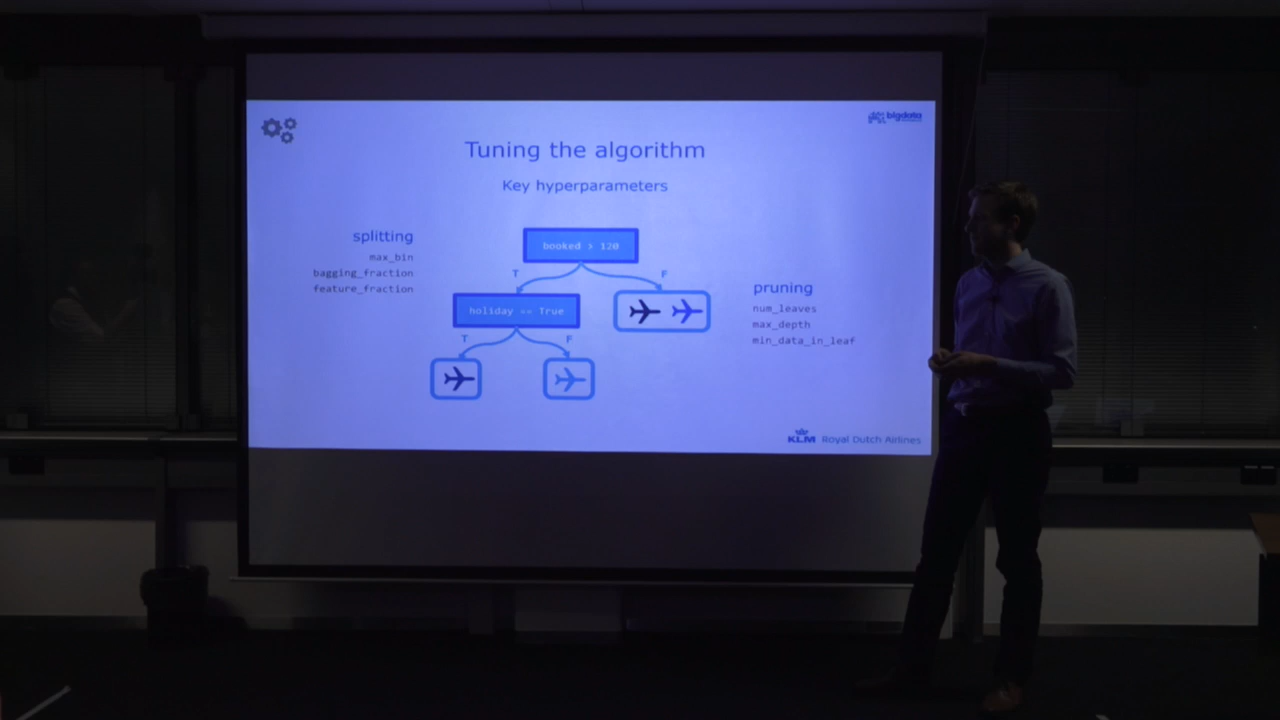 bigdata
Tuning the algorithm
Key hyperparameters
splitting
max_bin
bagging_fraction
feature_fraction
booked > 120
T
F
holiday == True
T
F
pruning
num_leaves
max_depth
min_data_in_leaf
KLM Royal Dutch Airlines